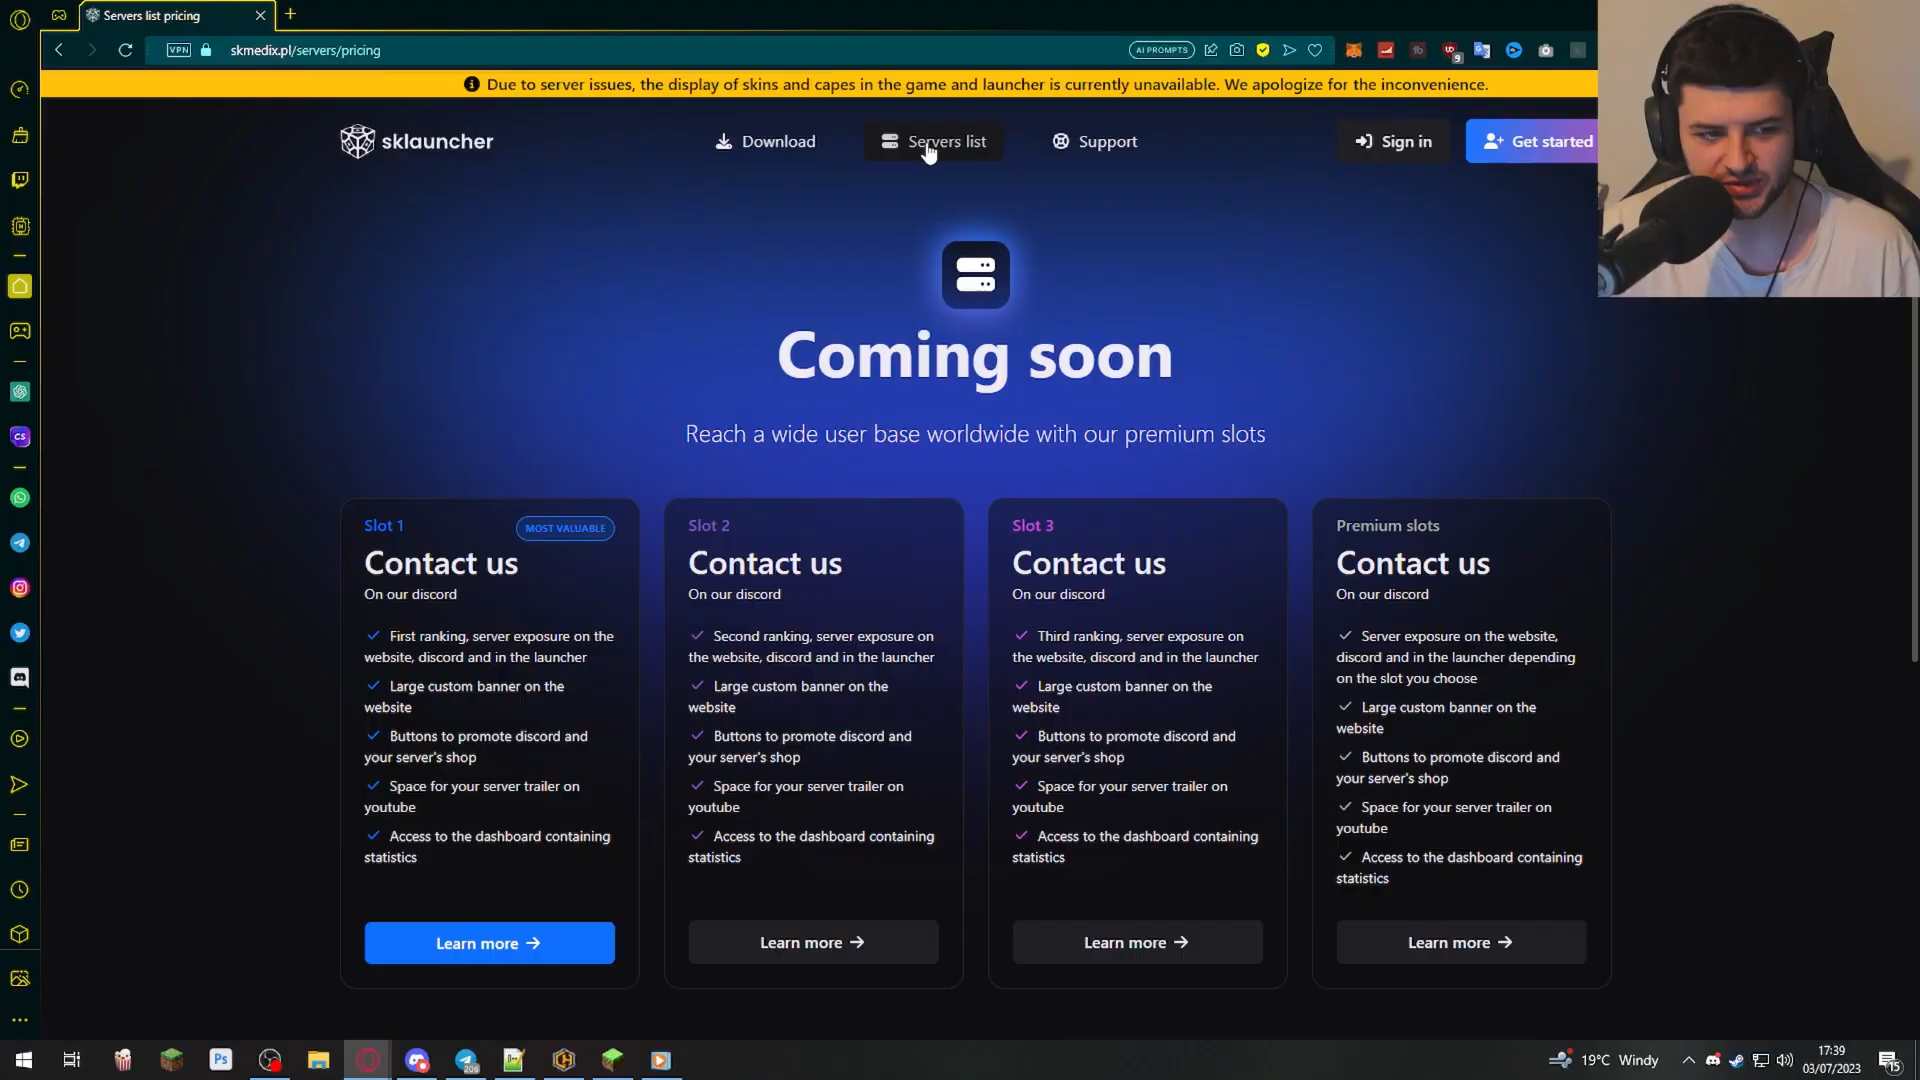 Servers list pricing
VPN
skmedix.pl/servers/pricing
AI PROMPTS
9
Due to server issues, the display of skins and capes in the game and launcher is currently unavailable. We apologize for the inconvenience.
sklauncher
Download
Servers list
Support
Sign in
Get started
Coming soon
Reach a wide user base worldwide with our premium slots
Slot 1
MOST VALUABLE
Contact us
On our discord
First ranking, server exposure on the
website, discord and in the launcher
Large custom banner on the
website
Buttons to promote discord and
your server's shop
Space for your server trailer on
youtube
Access to the dashboard containing
statistics
Learn more
Slot 2
Contact us
On our discord
Second ranking, server exposure on
the website, discord and in the launcher
Large custom banner on the
website
Buttons to promote discord and
your server's shop
Space for your server trailer on
youtube
Access to the dashboard containing
statistics
Learn more
Slot 3
Contact us
On our discord
Third ranking, server exposure on
the website, discord and in the launcher
Large custom banner on the
website
Buttons to promote discord and
your server's shop
Space for your server trailer on
youtube
Access to the dashboard containing
statistics
Learn more
Premium slots
Contact us
On our discord
Server exposure on the website,
discord and in the launcher depending
on the slot you choose
Large custom banner on the
website
Buttons to promote discord and
your server's shop
Space for your server trailer on
youtube
Access to the dashboard containing
statistics
Learn more
CS
Ps
206
19°C Windy
17:39
03/07/2023
15